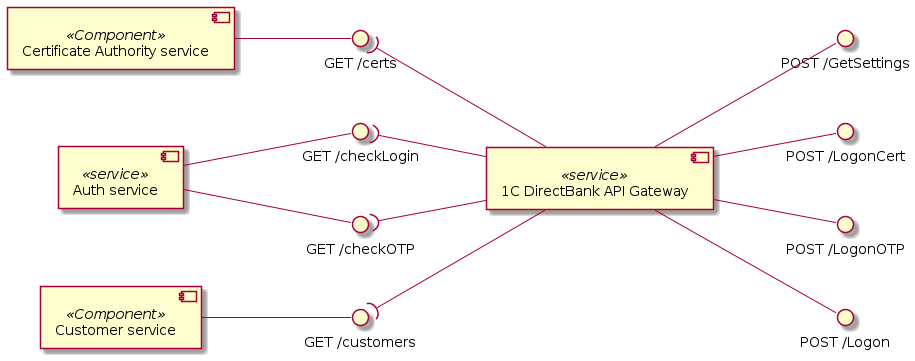 «Component»
Certificate Authority service
GET /certs
POST /GetSettings
GET /checkLogin
POST /LogonCert
«service»
Auth service
«service»
1C DirectBank API Gateway
GET /checkOTP
POST /LogonOTP
«Component»
Customer service
GET /customers
POST /Logon